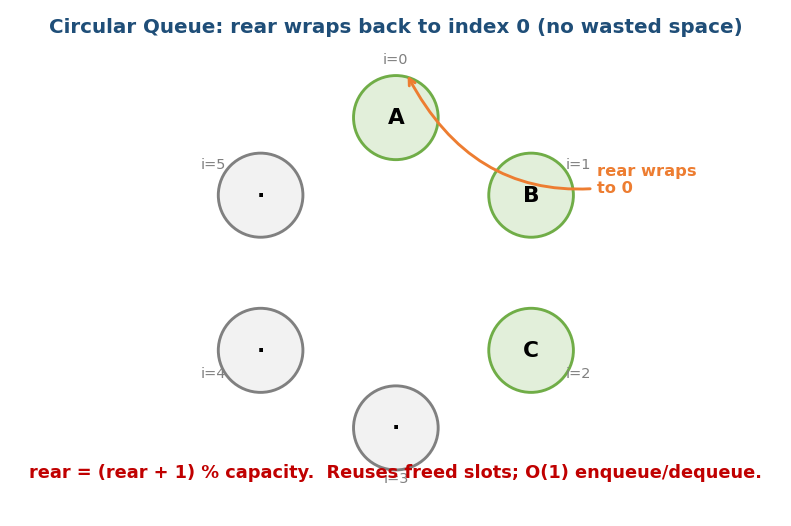 Circular Queue: rear wraps back to index 0 (no wasted space)
i=0
A
i=5
i=1
rear wraps
to 0
·
B
·
C
i=4
i=2
·
rear = (rear + 1) % capacity.  Reuses freed slots; O(1) enqueue/dequeue.
i=3